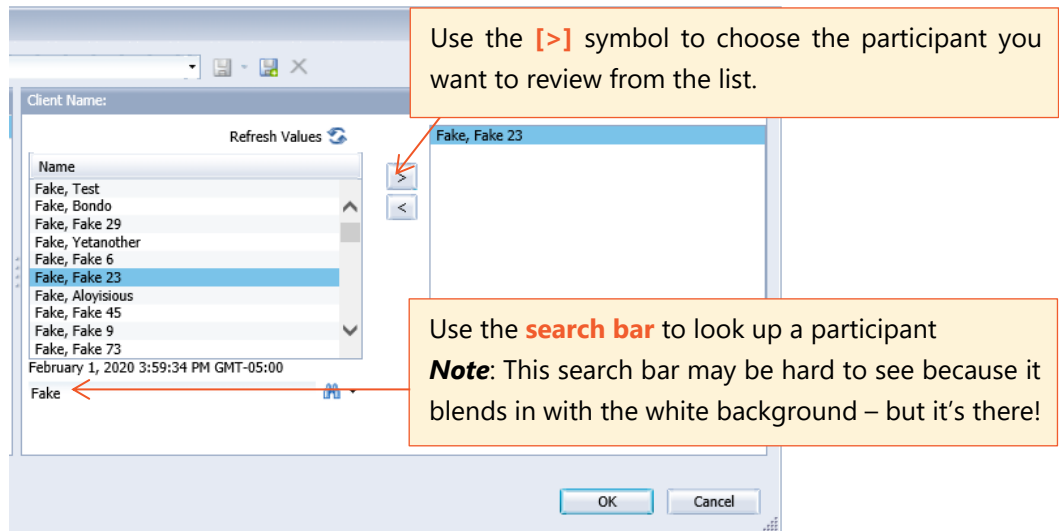 Use the [>] symbol to choose the participant you
want to review from the list.
Client Name:
Refresh Values
Fake, Fake 23
Name
>
<
Fake, Test
Fake, Bondo
Fake, Fake 29
Fake, Yetanother
Fake, Fake 6
Fake, Fake 23
Fake, Aloyisious
Fake, Fake 45
Fake, Fake 9
Fake, Fake 73
February 1, 2020 3:59:34 PM GMT-05:00
Fake
Use the search bar to look up a participant
Note: This search bar may be hard to see because it
blends in with the white background – but it’s there!
OK Cancel